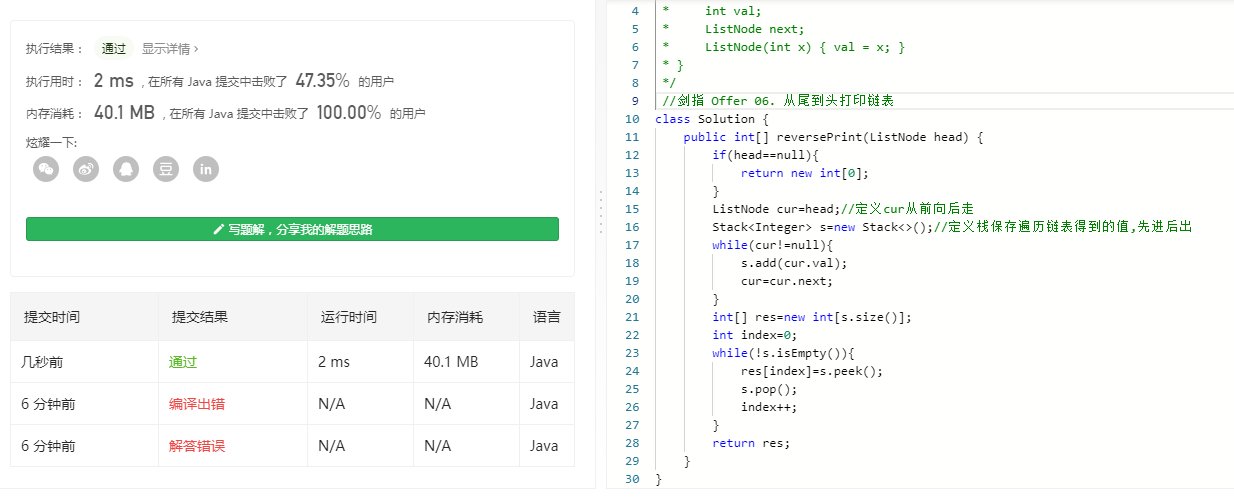 执行结果： 通过 显示详情 ›
执行用时： 2 ms , 在所有 Java 提交中击败了 47.35% 的用户
内存消耗： 40.1 MB , 在所有 Java 提交中击败了 100.00% 的用户
炫耀一下:
豆 in
写题解，分享我的解题思路
提交时间 提交结果 运行时间 内存消耗 语言
几秒前 通过 2 ms 40.1 MB Java
6 分钟前 编译出错 N/A N/A Java
6 分钟前 解答错误 N/A N/A Java
4 *     int val;
5 *     ListNode next;
6 *     ListNode(int x) { val = x; }
7 * }
8 */
9 //剑指 Offer 06. 从尾到头打印链表
10 class Solution {
11     public int[] reversePrint(ListNode head) {
12         if(head==null){
13             return new int[0];
14         }
15         ListNode cur=head;//定义cur从前向后走
16         Stack<Integer> s=new Stack<>();//定义栈保存遍历链表得到的值,先进后出
17         while(cur!=null){
18             s.add(cur.val);
19             cur=cur.next;
20         }
21         int[] res=new int[s.size()];
22         int index=0;
23         while(!s.isEmpty()){
24             res[index]=s.peek();
25             s.pop();
26             index++;
27         }
28         return res;
29     }
30 }